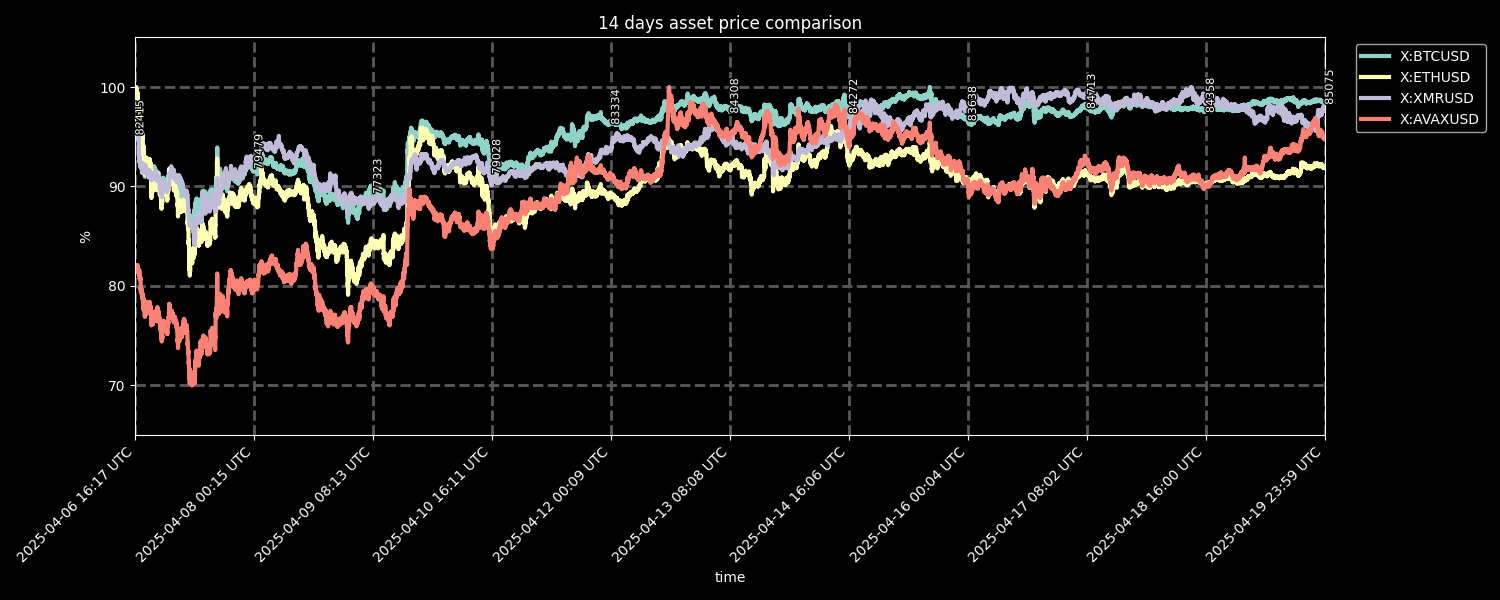 14 days asset price comparison
X:BTCUSD
X:ETHUSD
X:XMRUSD
X:AVAXUSD
100
90
80
70
%
79479
77323
79028
83334
84308
84272
83638
84713
84358
85075
2025-04-06 16:17 UTC
2025-04-08 00:15 UTC
2025-04-09 08:13 UTC
2025-04-10 16:11 UTC
2025-04-12 00:09 UTC
2025-04-13 08:08 UTC
2025-04-14 16:06 UTC
2025-04-16 00:04 UTC
2025-04-17 08:02 UTC
2025-04-18 16:00 UTC
2025-04-19 23:59 UTC
time